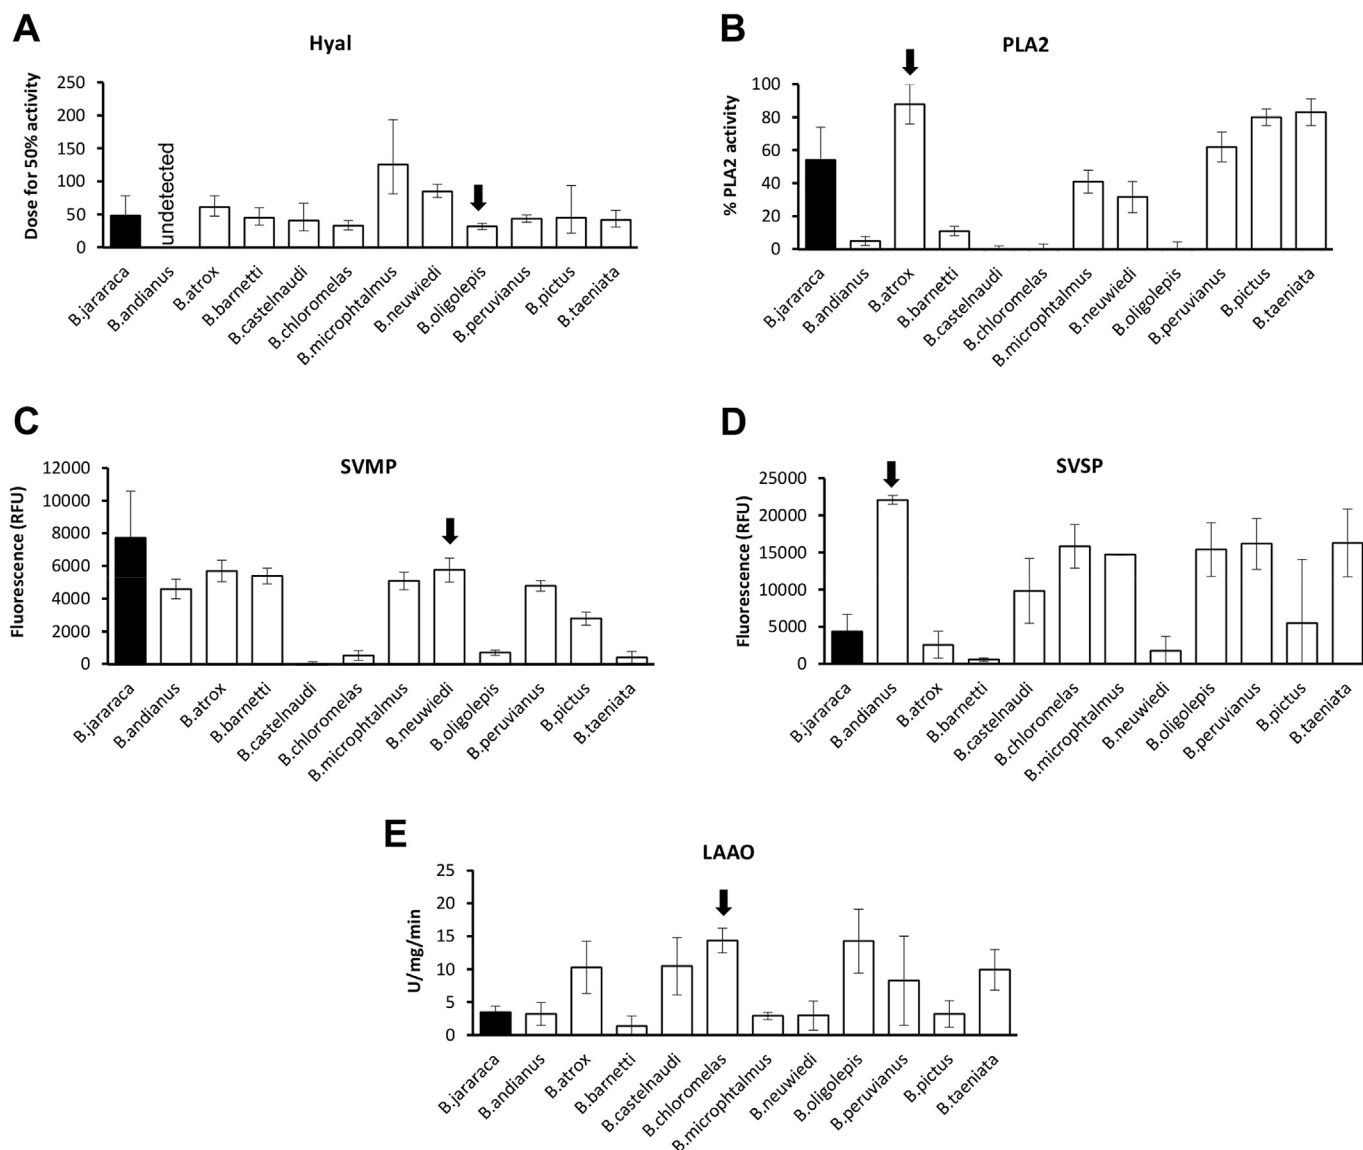 A
Hyal
Dose for 50% activity
250
200
150
100
50
0
undetected
B.jararaca
B.andianus
B.atrox
B.barnetti
B.castelnaudi
B.chloromelas
B.microphtalmus
B.neuwiedi
B.oligolepis
B.peruvianus
B.pictus
B.taeniata
B
PLA2
% PLA2 activity
100
80
60
40
20
0
B.jararaca
B.andianus
B.atrox
B.barnetti
B.castelnaudi
B.chloromelas
B.microphtalmus
B.neuwiedi
B.oligolepis
B.peruvianus
B.pictus
B.taeniata
C
SVMP
Fluorescence (RFU)
12000
10000
8000
6000
4000
2000
0
B.jararaca
B.andianus
B.atrox
B.barnetti
B.castelnaudi
B.chloromelas
B.microphtalmus
B.neuwiedi
B.oligolepis
B.peruvianus
B.pictus
B.taeniata
D
SVSP
Fluorescence (RFU)
25000
20000
15000
10000
5000
0
B.jararaca
B.andianus
B.atrox
B.barnetti
B.castelnaudi
B.chloromelas
B.microphtalmus
B.neuwiedi
B.oligolepis
B.peruvianus
B.pictus
B.taeniata
E
LAAO
U/mg/min
25
20
15
10
5
0
B.jararaca
B.andianus
B.atrox
B.barnetti
B.castelnaudi
B.chloromelas
B.microphtalmus
B.neuwiedi
B.oligolepis
B.peruvianus
B.pictus
B.taeniata